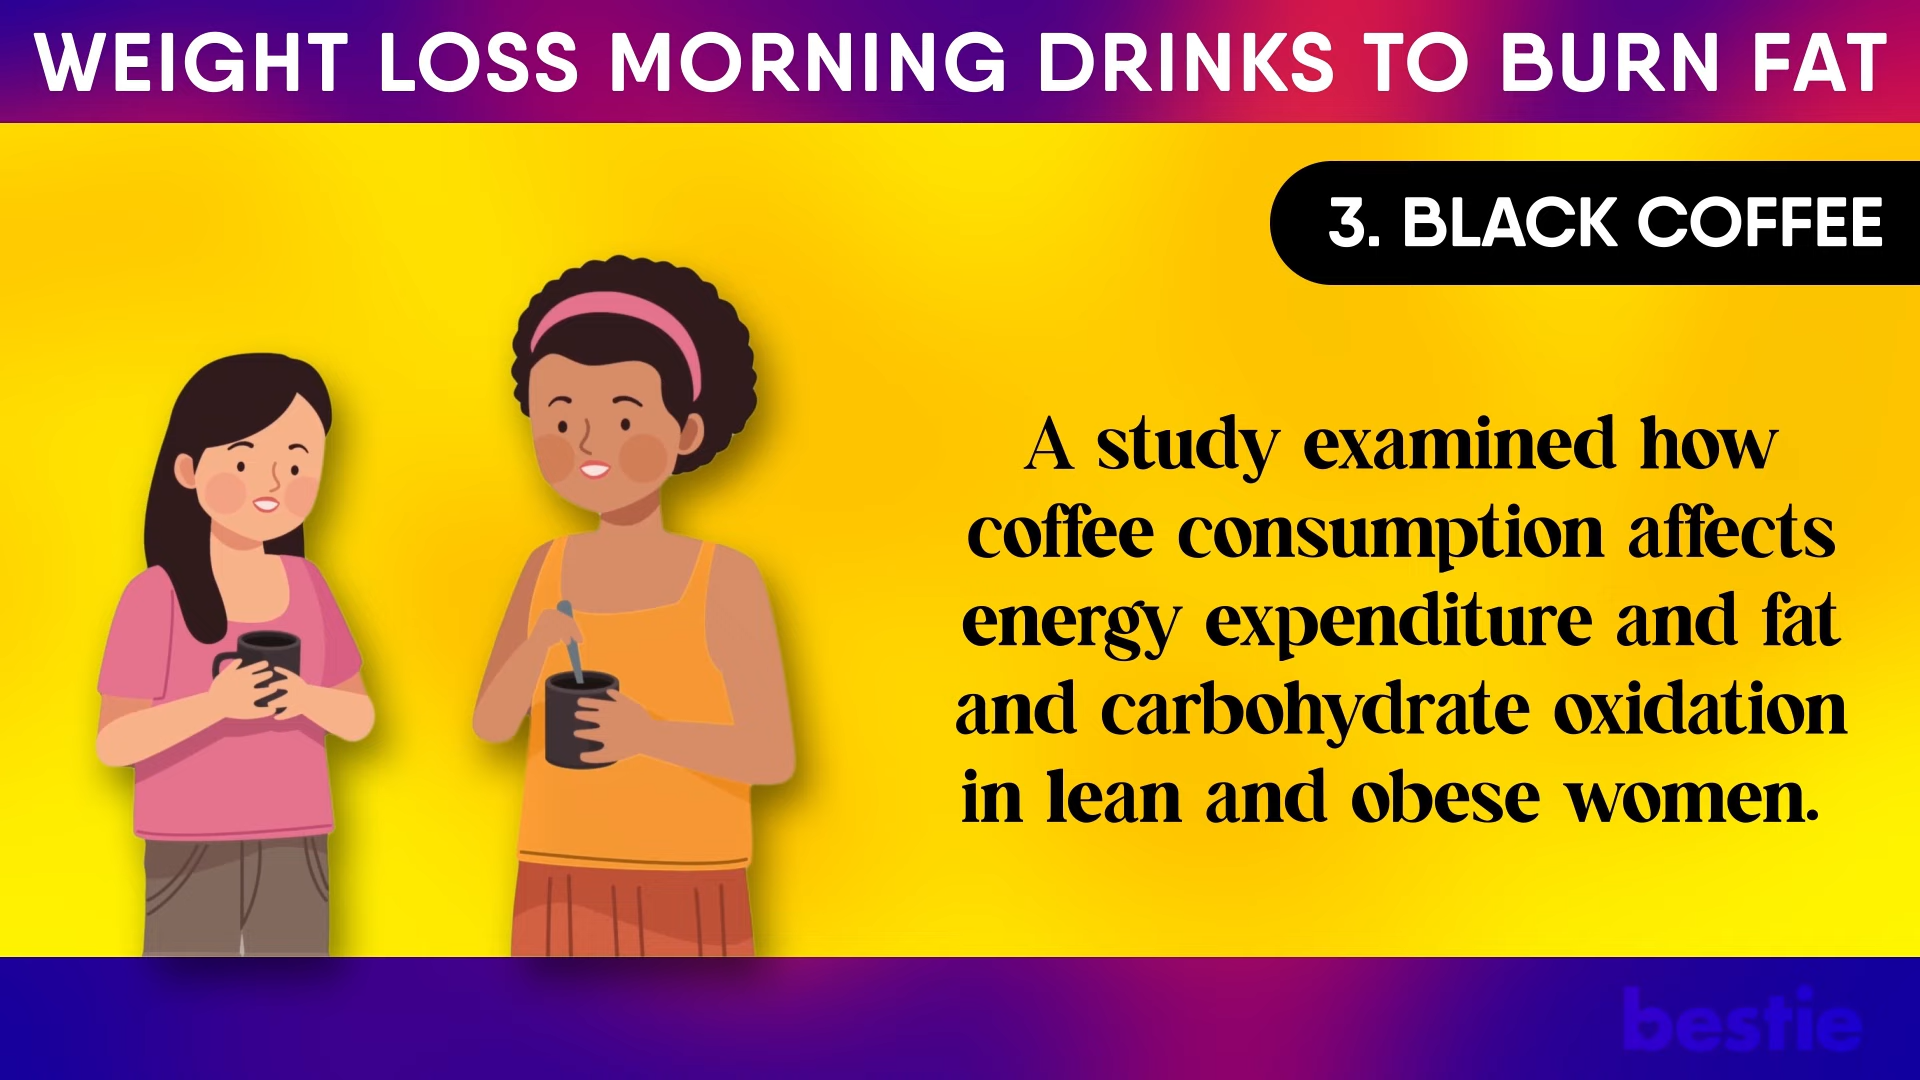 WEIGHT LOSS MORNING DRINKS TO BURN FAT
3. BLACK COFFEE
A study examined how
coffee consumption affects
energy expenditure and fat
and carbohydrate oxidation
in lean and obese women.
bestie